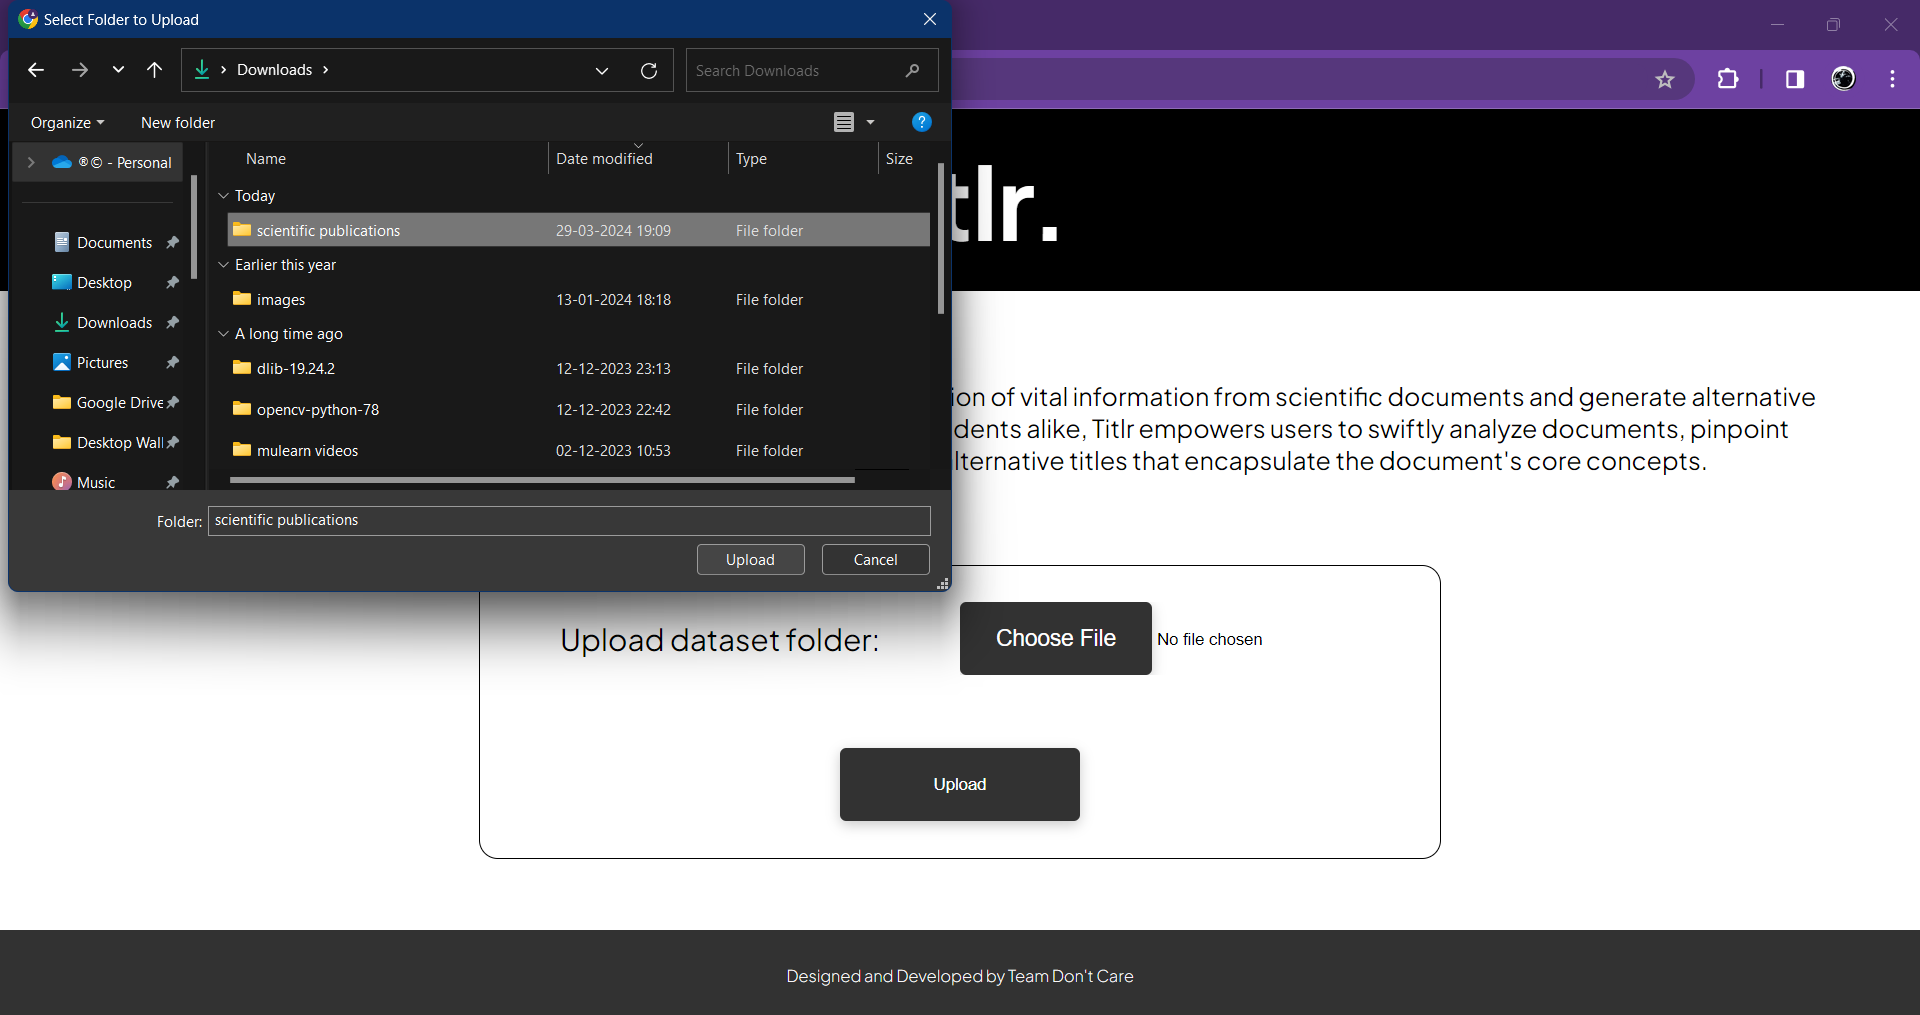 Select Folder to Upload
Downloads
Search Downloads
Organize
New folder
?
®© - Personal
Documents
Desktop
Downloads
Pictures
Google Drive
Desktop Wall
Music
Name Date modified Type Size
Today
scientific publications 29-03-2024 19:09 File folder
Earlier this year
images 13-01-2024 18:18 File folder
A long time ago
dlib-19.24.2 12-12-2023 23:13 File folder
opencv-python-78 12-12-2023 22:42 File folder
mulearn videos 02-12-2023 10:53 File folder
Folder: scientific publications
Upload Cancel
tlr.
ion of vital information from scientific documents and generate alternative
dents alike, Titlr empowers users to swiftly analyze documents, pinpoint
lternative titles that encapsulate the document's core concepts.
Upload dataset folder: Choose File No file chosen
Upload
Designed and Developed by Team Don't Care